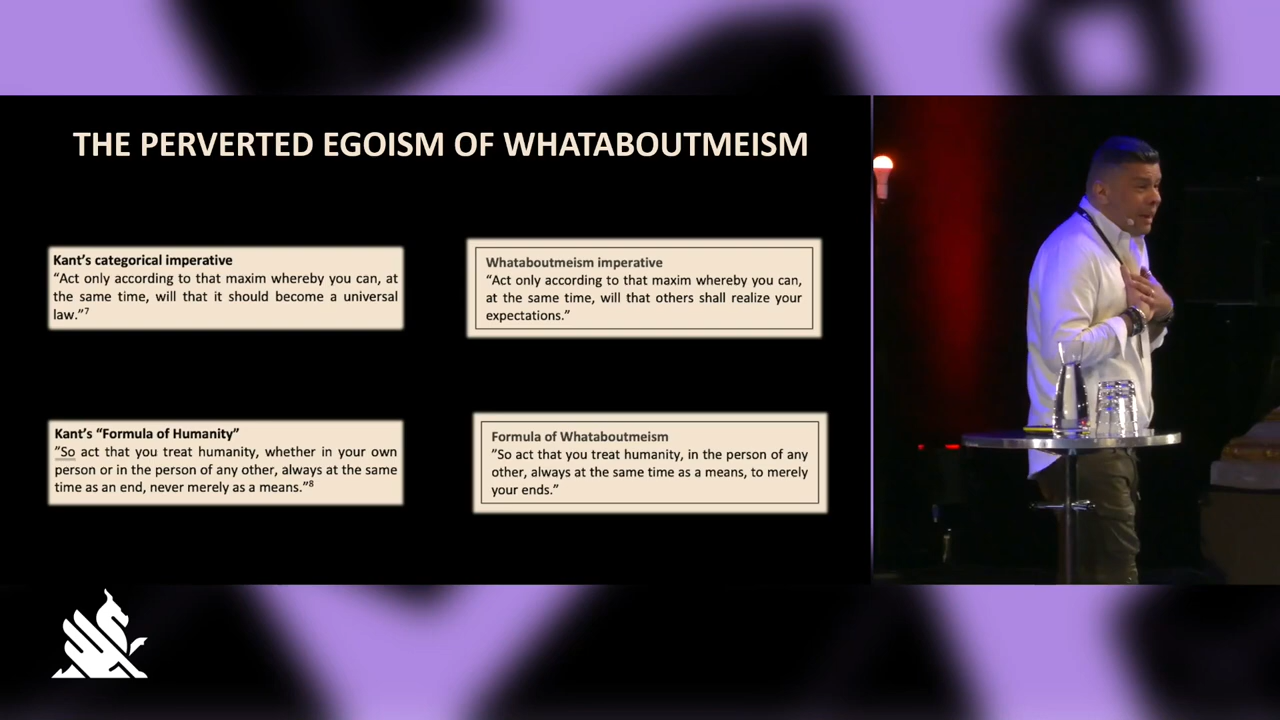 THE PERVERTED EGOISM OF WHATABOUTMEISM
Kant's categorical imperative
“Act only according to that maxim whereby you can, at
the same time, will that it should become a universal
law.”⁷
Whataboutmeism imperative
“Act only according to that maxim whereby you can,
at the same time, will that others shall realize your
expectations.”
Kant's “Formula of Humanity”
”So act that you treat humanity, whether in your own
person or in the person of any other, always at the same
time as an end, never merely as a means.”⁸
Formula of Whataboutmeism
”So act that you treat humanity, in the person of any
other, always at the same time as a means, to merely
your ends.”